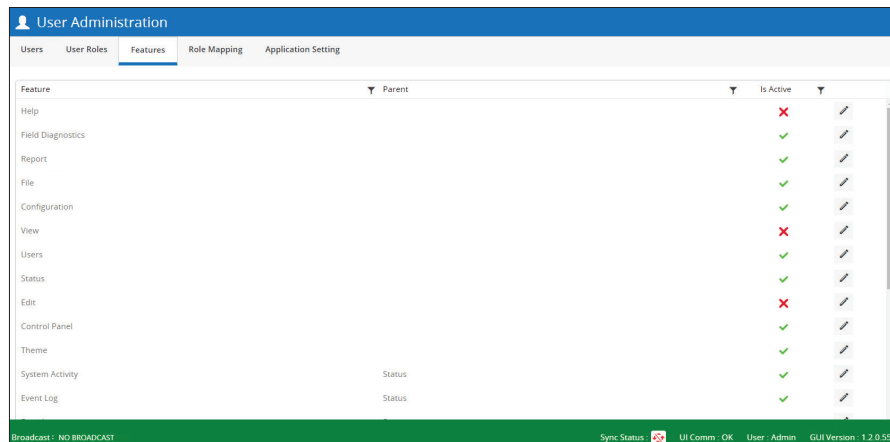 User Administration
Users User Roles Features Role Mapping Application Setting
Feature Parent Is Active
Help
Field Diagnostics
Report
File
Configuration
View
Users
Status
Edit
Control Panel
Theme
System Activity Status
Event Log Status
Broadcast : NO BROADCAST Sync Status : UI Comm : OK User : Admin GUI Version : 1.2.0.55